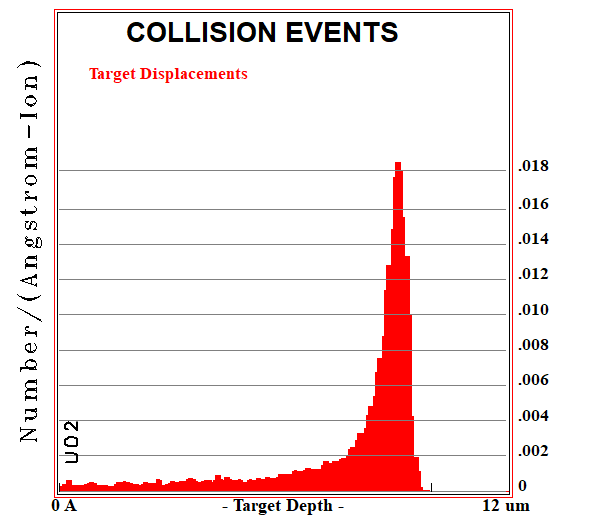 COLLISION EVENTS
Target Displacements
Number/(Angstrom-Ion)
.018
.016
.014
.012
.010
.008
.006
.004
.002
0
UO2
0 A
- Target Depth -
12 um